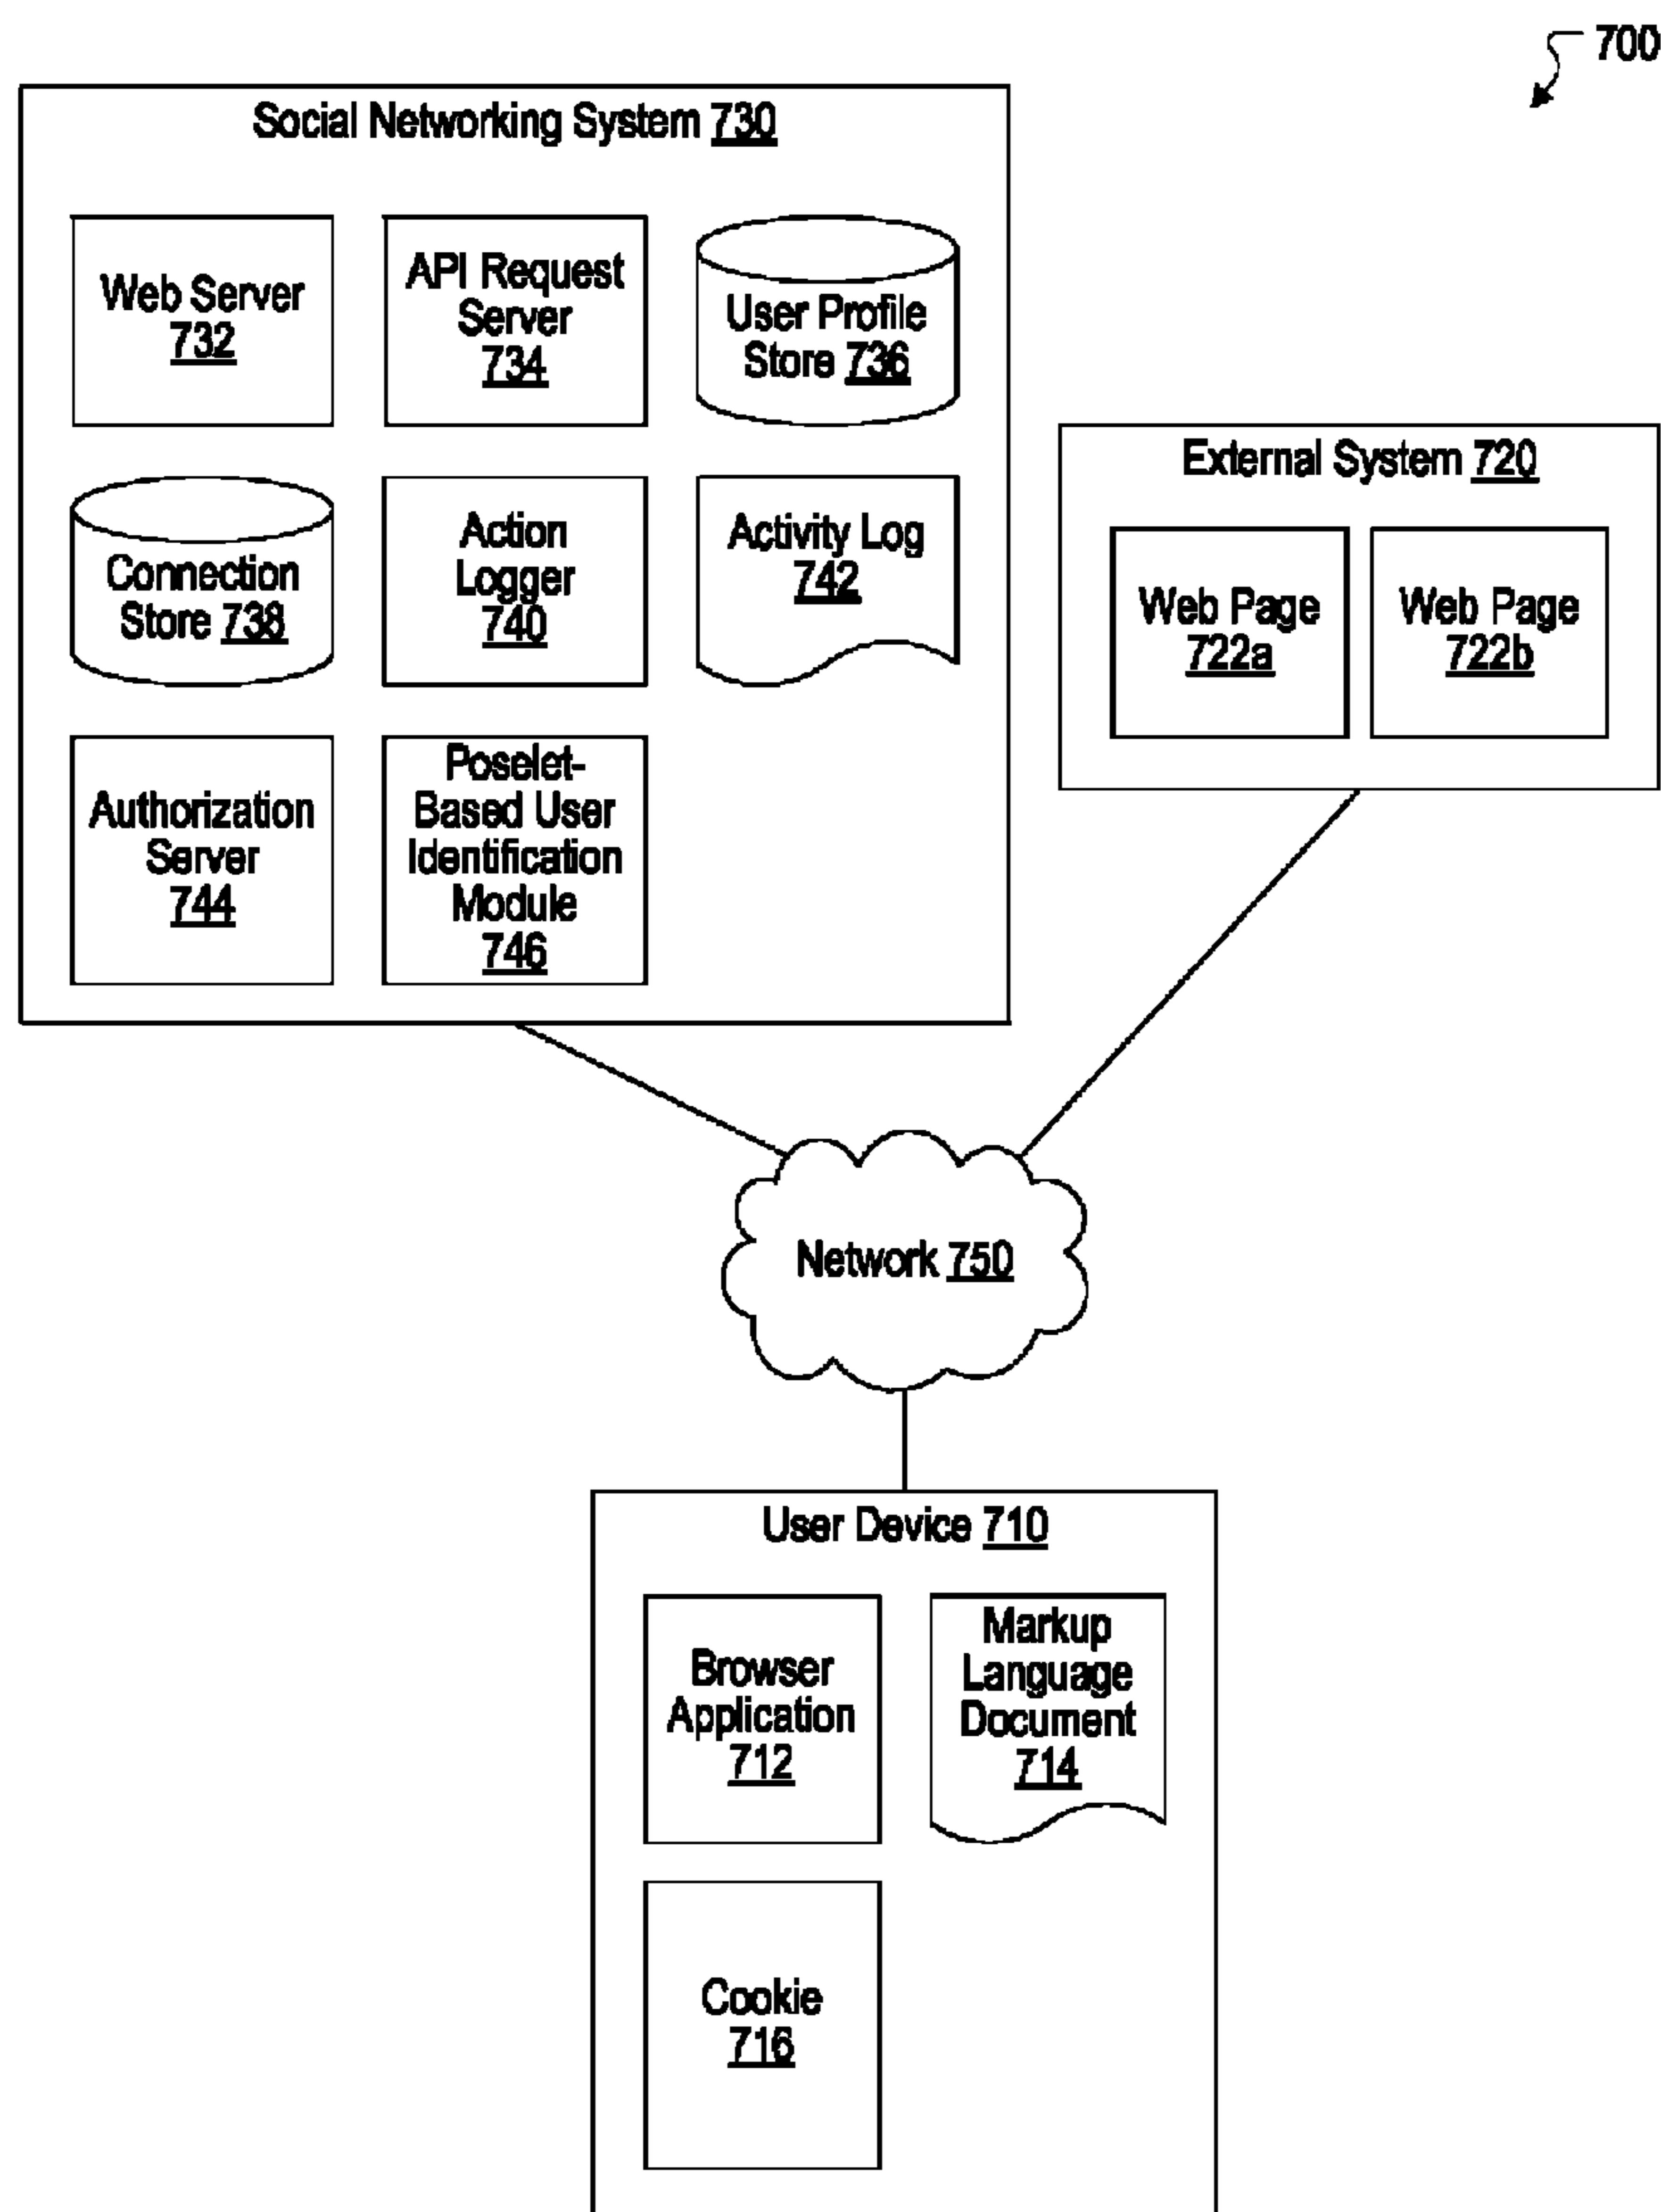 700
Social Networking System 730
Web Server
732
API Request
Server
734
User Profile
Store 736
Connection
Store 738
Action
Logger
740
Activity Log
742
Authorization
Server
744
Poselet-
Based User
Identification
Module
746
External System 720
Web Page
722a
Web Page
722b
Network 750
User Device 710
Browser
Application
712
Markup
Language
Document
714
Cookie
716